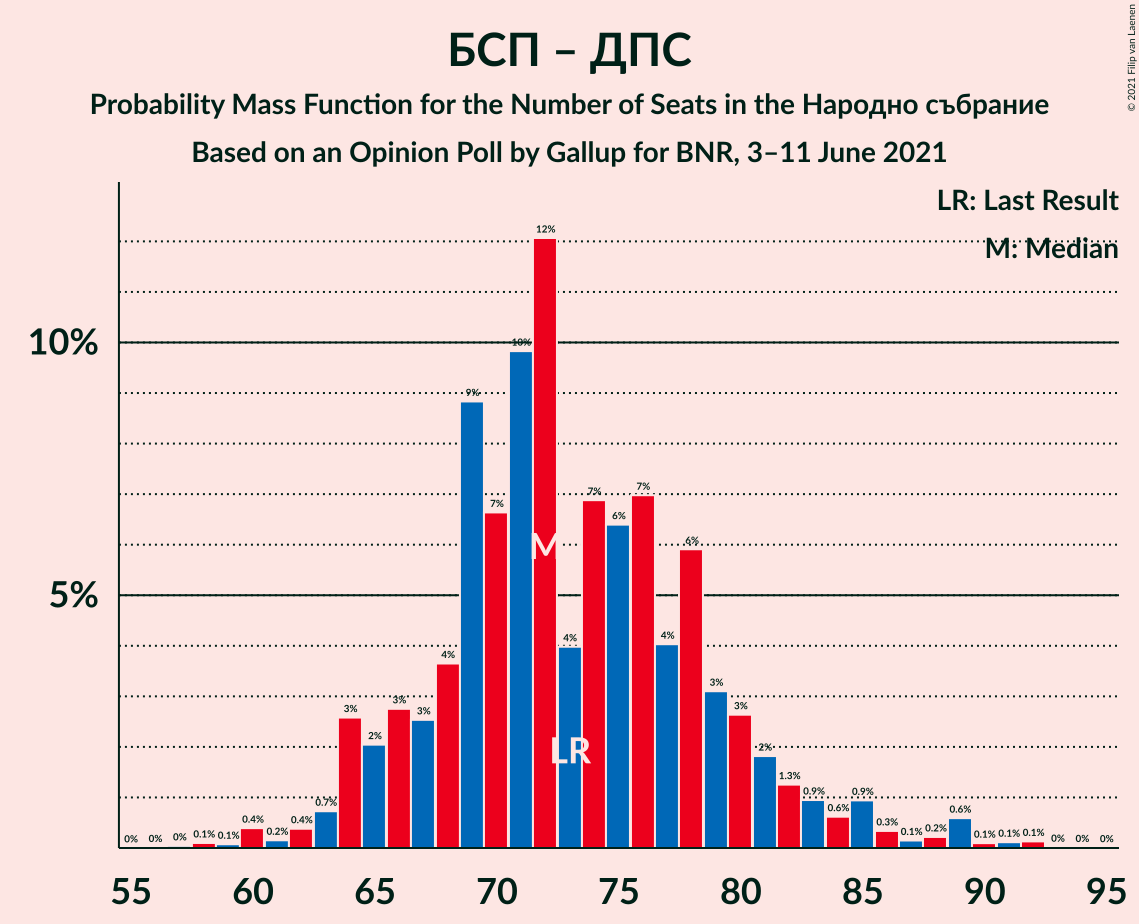 БСП – ДПС
Probability Mass Function for the Number of Seats in the Народно събрание
Based on an Opinion Poll by Gallup for BNR, 3–11 June 2021
© 2021 Filip van Laenen
LR: Last Result
M: Median
10%
5%
0% 0% 0% 0.1% 0.1% 0.4% 0.2% 0.4% 0.7% 3% 2% 3% 3% 4% 9% 7% 10% 12% 4% 7% 6% 7% 4% 6% 3% 3% 2% 1.3% 0.9% 0.6% 0.9% 0.3% 0.1% 0.2% 0.6% 0.1% 0.1% 0.1% 0% 0% 0%
M
LR
55 60 65 70 75 80 85 90 95